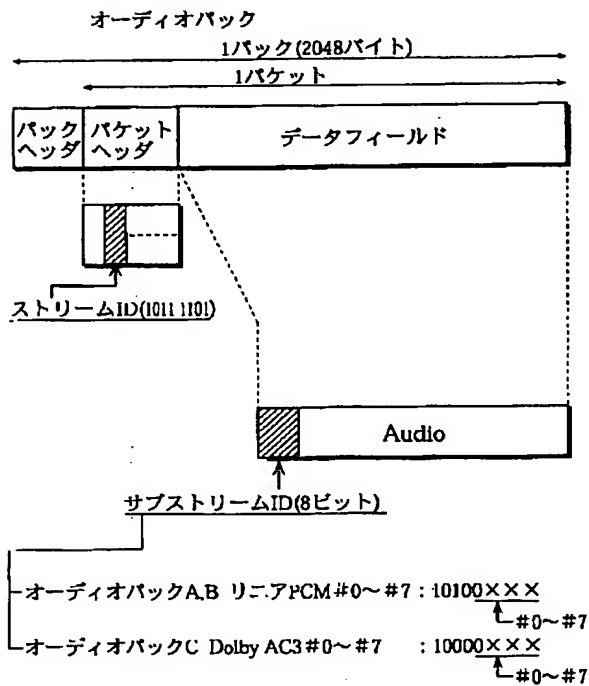 オーディオパック
1パック(2048バイト)
1パケット
パック
ヘッダ
パケット
ヘッダ
データフィールド
ストリームID(1011 1101)
Audio
サブストリームID(8ビット)
オーディオパックA,B リニアPCM#0~#7 : 10100×××
#0~#7
オーディオパックC Dolby AC3#0~#7 : 10000×××
#0~#7